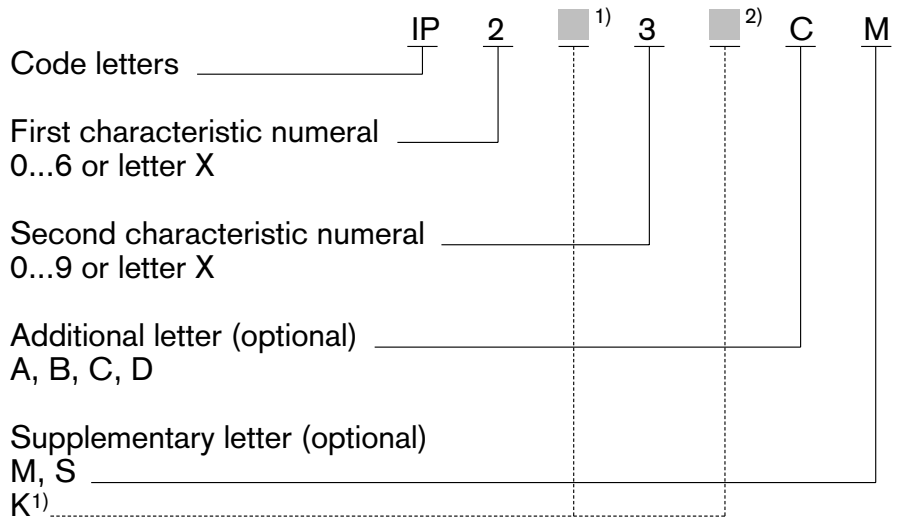 IP 2 1) 3 2) C M
Code letters
First characteristic numeral
0...6 or letter X
Second characteristic numeral
0...9 or letter X
Additional letter (optional)
A, B, C, D
Supplementary letter (optional)
M, S
K1)